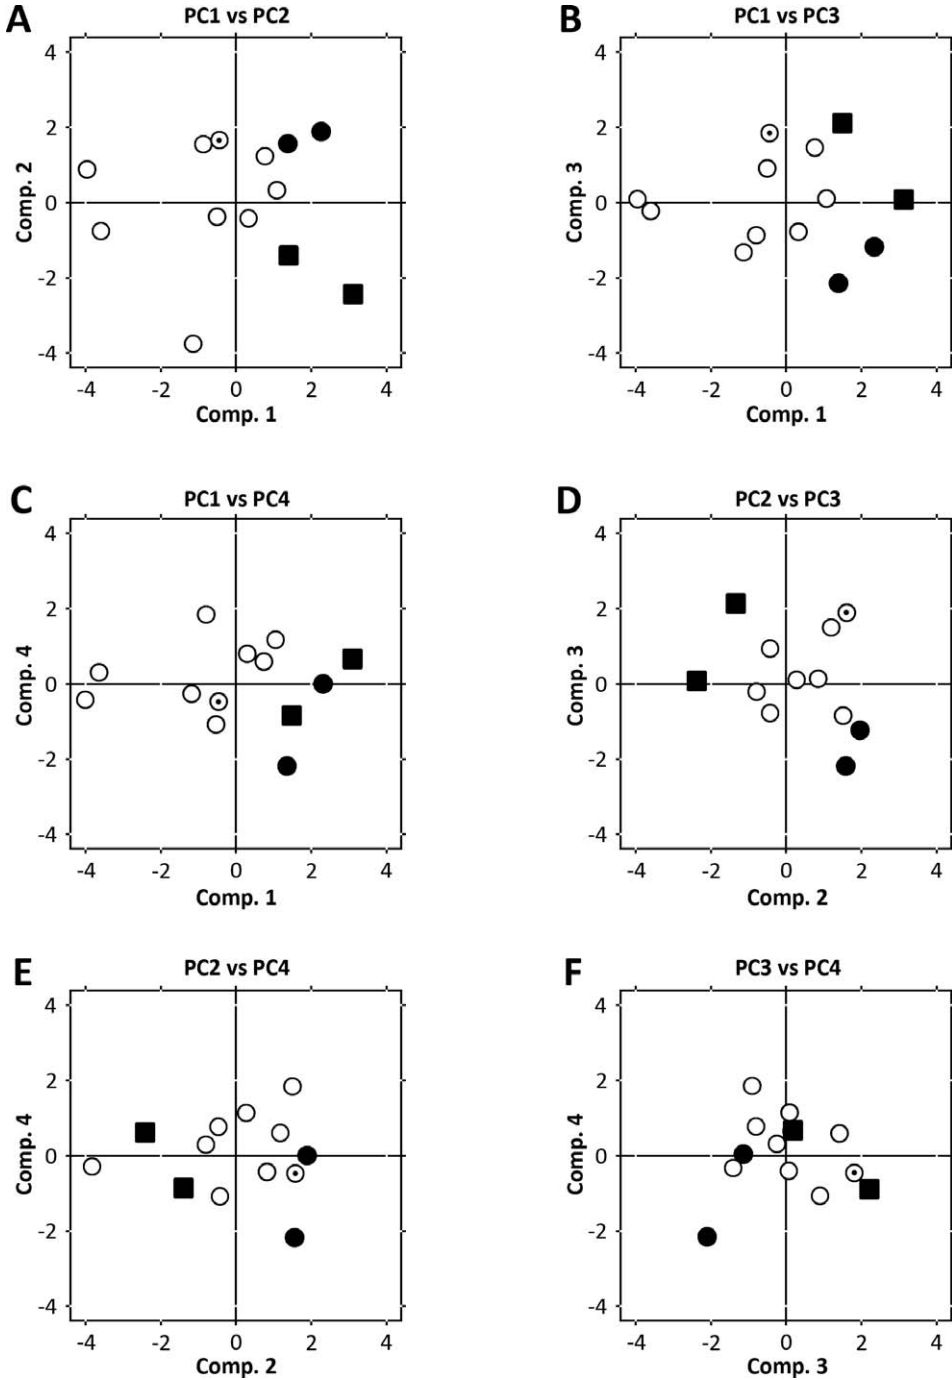 A PC1 vs PC2
4
2
0
-2
-4
Comp. 2
-4 -2 0 2 4
Comp. 1
B PC1 vs PC3
4
2
0
-2
-4
Comp. 3
-4 -2 0 2 4
Comp. 1
C PC1 vs PC4
4
2
0
-2
-4
Comp. 4
-4 -2 0 2 4
Comp. 1
D PC2 vs PC3
4
2
0
-2
-4
Comp. 3
-4 -2 0 2 4
Comp. 2
E PC2 vs PC4
4
2
0
-2
-4
Comp. 4
-4 -2 0 2 4
Comp. 2
F PC3 vs PC4
4
2
0
-2
-4
Comp. 4
-4 -2 0 2 4
Comp. 3